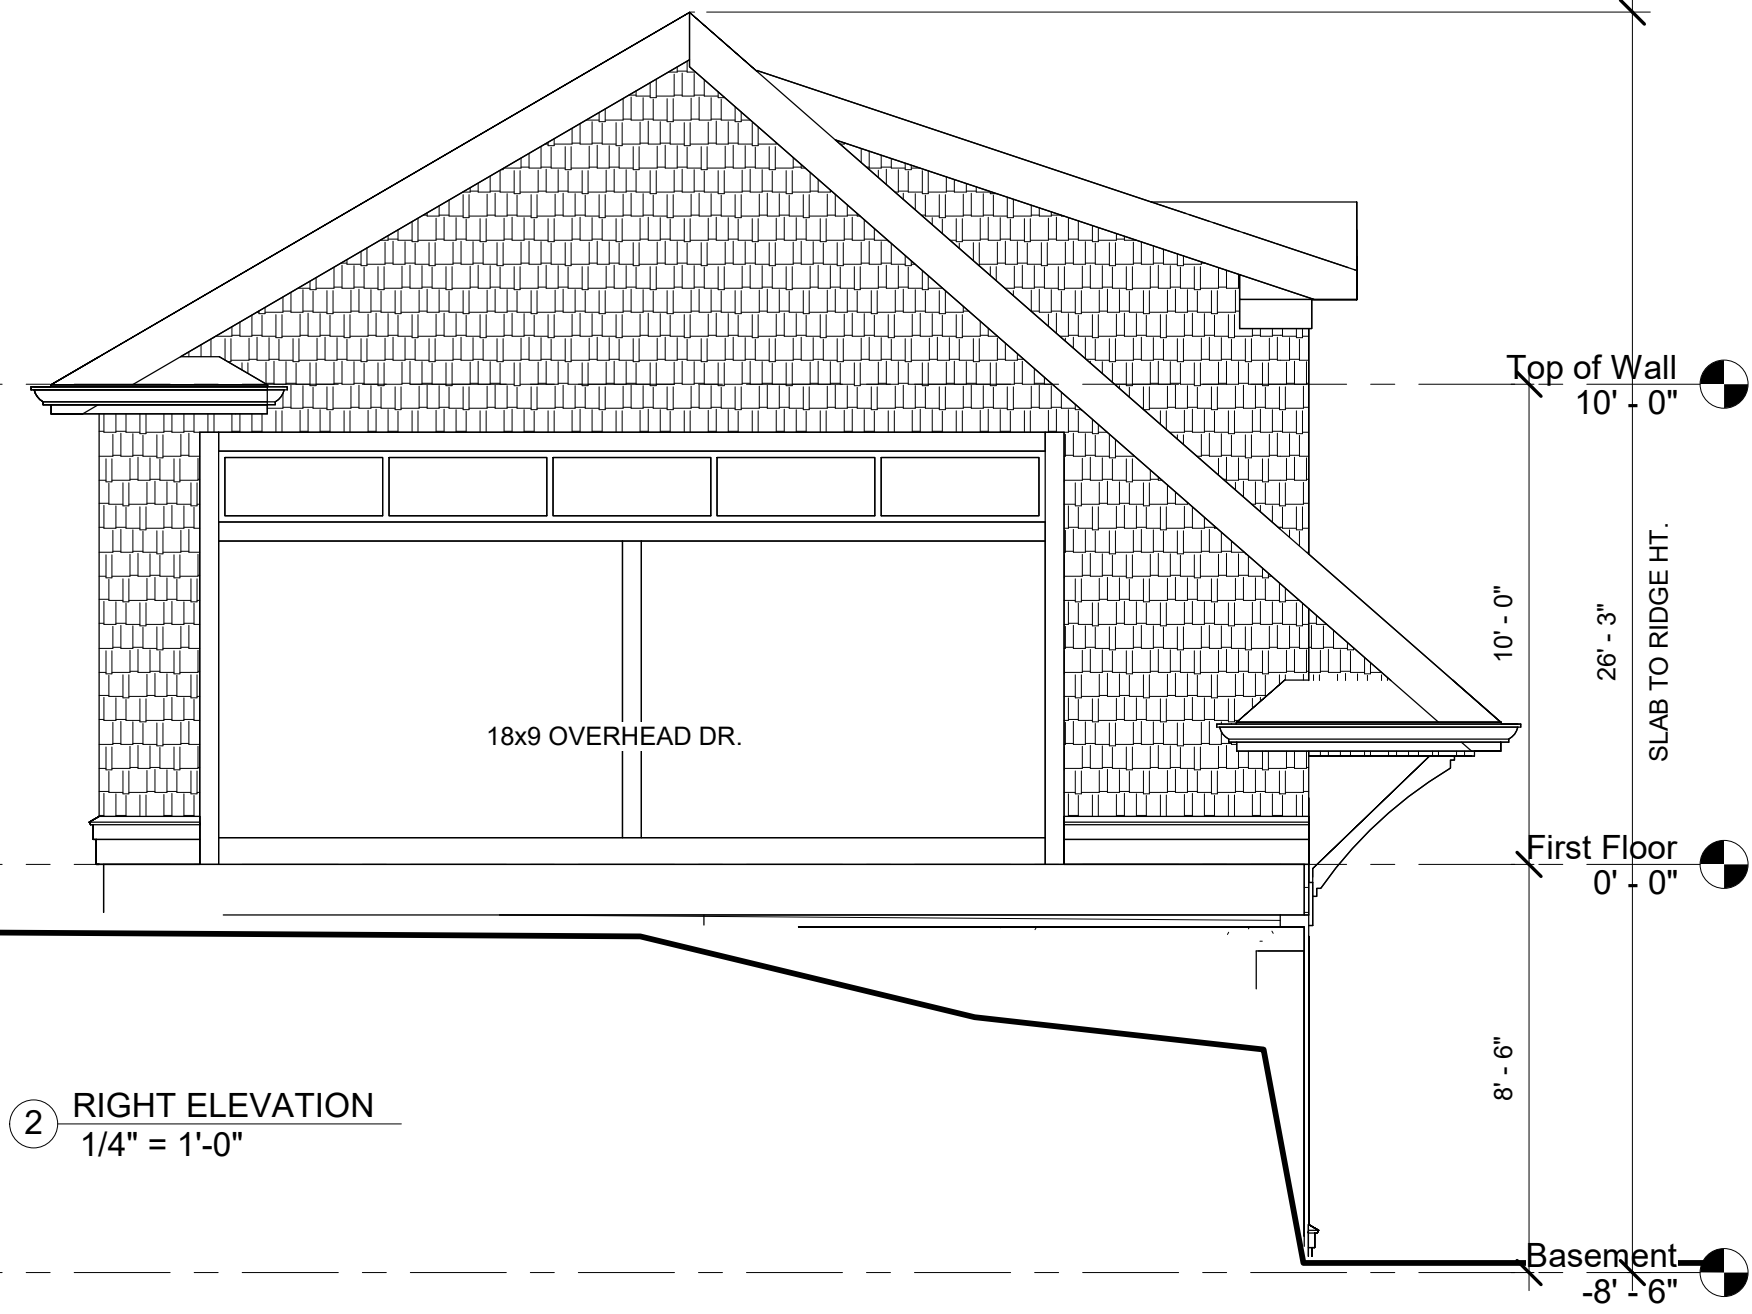 Top of Wall
10' - 0"
SLAB TO RIDGE HT.
10' - 0"
26' - 3"
18x9 OVERHEAD DR.
First Floor
0' - 0"
8' - 6"
2
RIGHT ELEVATION
1/4" = 1'-0"
Basement
-8' - 6"